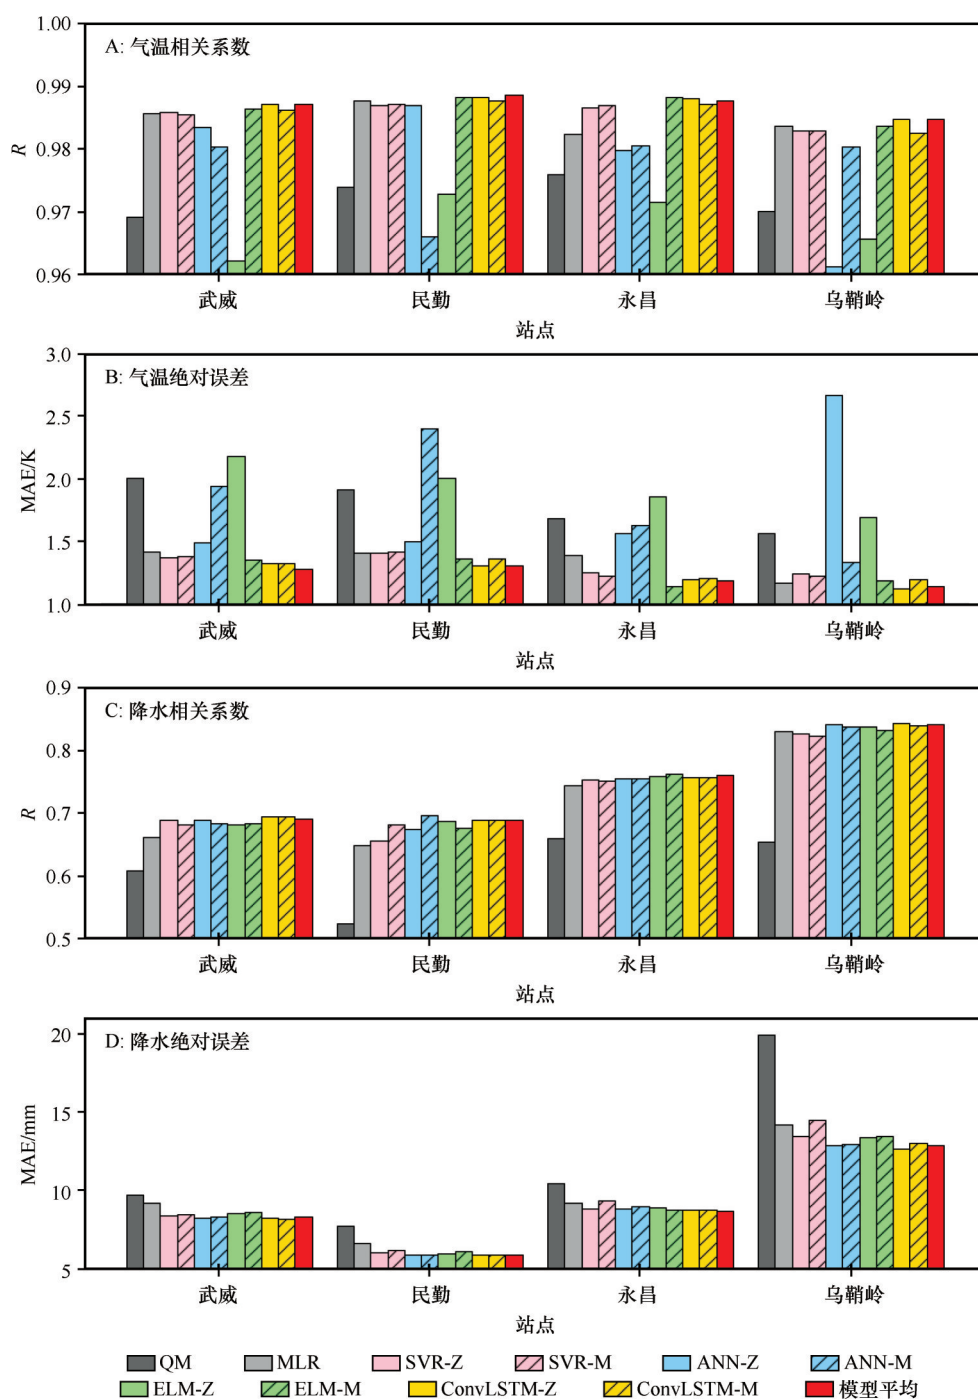 A: 气温相关系数
1.00
0.99
0.98
0.97
0.96
R
武威 民勤 永昌 乌鞘岭
站点
B: 气温绝对误差
3.0
2.5
2.0
1.5
1.0
MAE/K
武威 民勤 永昌 乌鞘岭
站点
C: 降水相关系数
0.9
0.8
0.7
0.6
0.5
R
武威 民勤 永昌 乌鞘岭
站点
D: 降水绝对误差
20
15
10
5
MAE/mm
武威 民勤 永昌 乌鞘岭
站点
QM MLR SVR-Z SVR-M ANN-Z ANN-M
ELM-Z ELM-M ConvLSTM-Z ConvLSTM-M 模型平均